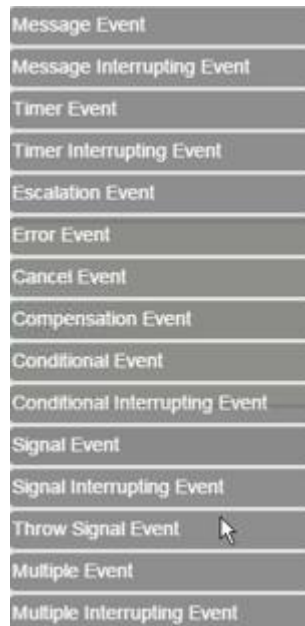 Message Event
Message Interrupting Event
Timer Event
Timer Interrupting Event
Escalation Event
Error Event
Cancel Event
Compensation Event
Conditional Event
Conditional Interrupting Event
Signal Event
Signal Interrupting Event
Throw Signal Event
Multiple Event
Multiple Interrupting Event